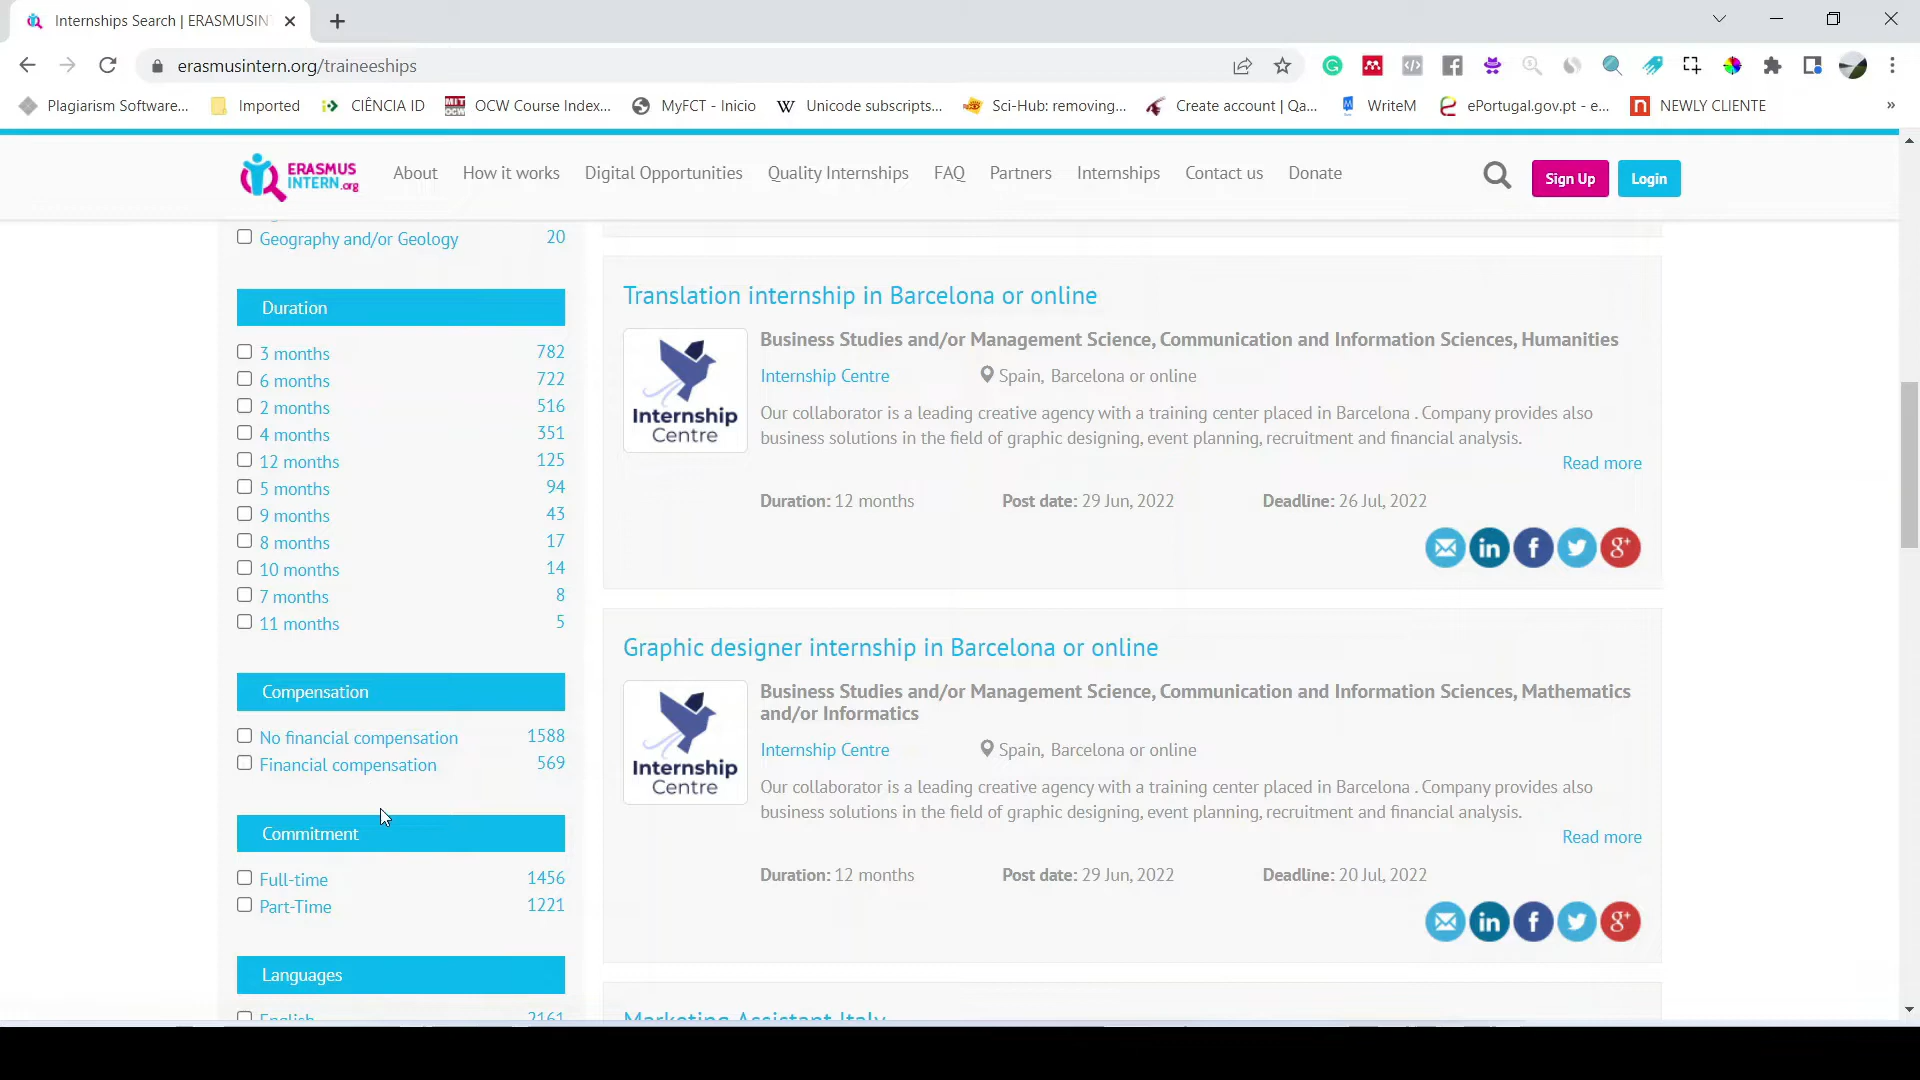 Internships Search | ERASMUSIN
erasmusintern.org/traineeships
Plagiarism Software... Imported CIÊNCIA ID MIT OCW OCW Course Index... MyFCT - Inicio W Unicode subscripts... Sci-Hub: removing... Create account | Qa... WriteM ePortugal.gov.pt - e... n NEWLY CLIENTE »
ERASMUS INTERN.org About How it works Digital Opportunities Quality Internships FAQ Partners Internships Contact us Donate Sign Up Login
Geography and/or Geology 20
Duration
3 months 782
6 months 722
2 months 516
4 months 351
12 months 125
5 months 94
9 months 43
8 months 17
10 months 14
7 months 8
11 months 5
Compensation
No financial compensation 1588
Financial compensation 569
Commitment
Full-time 1456
Part-Time 1221
Languages
English 2161
Translation internship in Barcelona or online
Internship Centre
Business Studies and/or Management Science, Communication and Information Sciences, Humanities
Internship Centre Spain, Barcelona or online
Our collaborator is a leading creative agency with a training center placed in Barcelona . Company provides also
business solutions in the field of graphic designing, event planning, recruitment and financial analysis.
Read more
Duration: 12 months Post date: 29 Jun, 2022 Deadline: 26 Jul, 2022
in f g+
Graphic designer internship in Barcelona or online
Internship Centre
Business Studies and/or Management Science, Communication and Information Sciences, Mathematics
and/or Informatics
Internship Centre Spain, Barcelona or online
Our collaborator is a leading creative agency with a training center placed in Barcelona . Company provides also
business solutions in the field of graphic designing, event planning, recruitment and financial analysis.
Read more
Duration: 12 months Post date: 29 Jun, 2022 Deadline: 20 Jul, 2022
in f g+
Marketing Assistant Italy